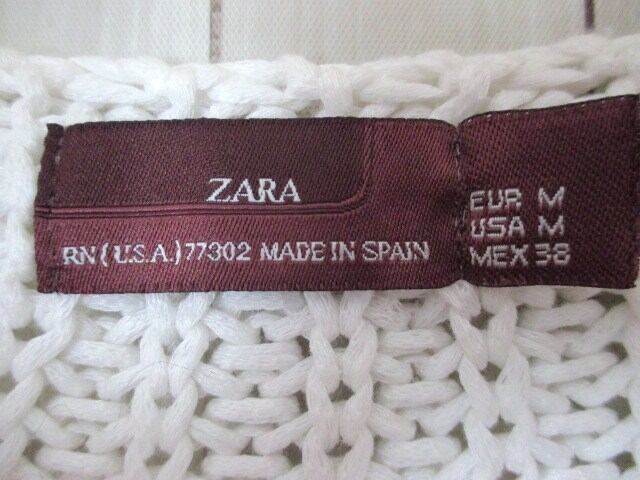 ZARA
RN (U.S.A.) 77302 MADE IN SPAIN
EUR M
USA M
MEX 38